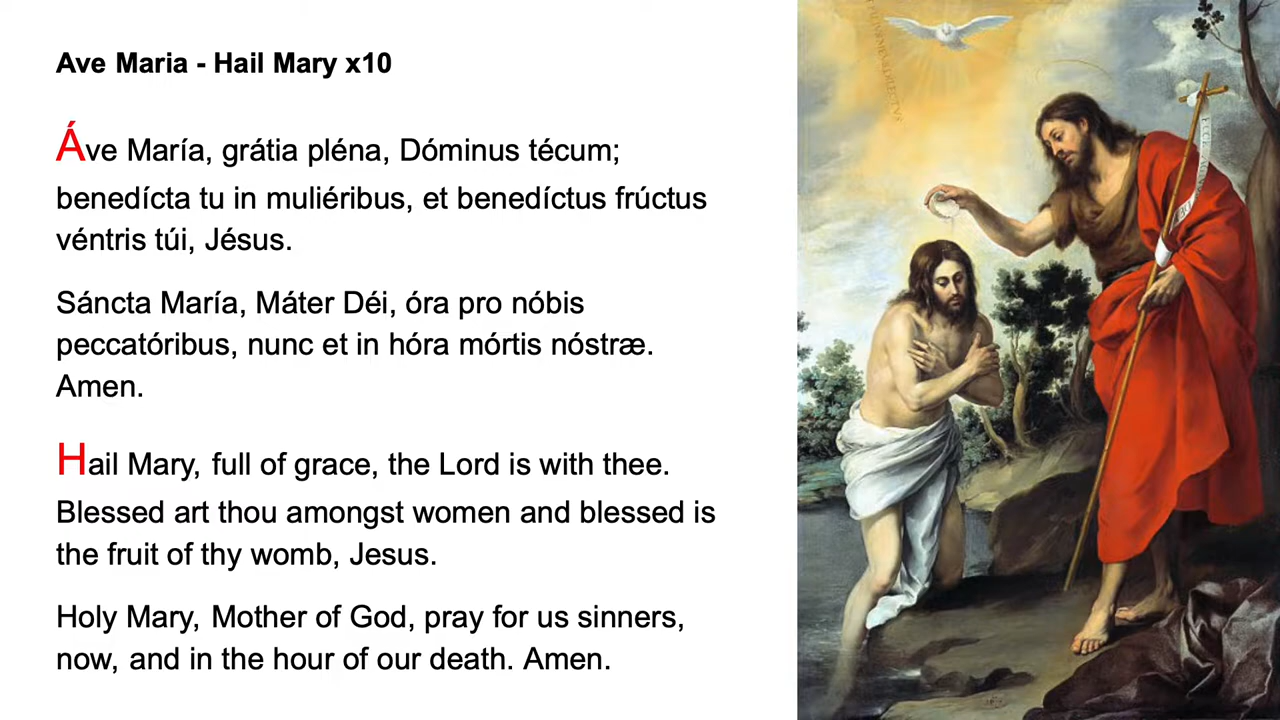 Ave Maria - Hail Mary x10
Áve María, grátia pléna, Dóminus técum;
benedícta tu in muliéribus, et benedíctus frúctus
véntris túi, Jésus.
Sáncta María, Máter Déi, óra pro nóbis
peccatóribus, nunc et in hóra mórtis nóstræ.
Amen.
Hail Mary, full of grace, the Lord is with thee.
Blessed art thou amongst women and blessed is
the fruit of thy womb, Jesus.
Holy Mary, Mother of God, pray for us sinners,
now, and in the hour of our death. Amen.